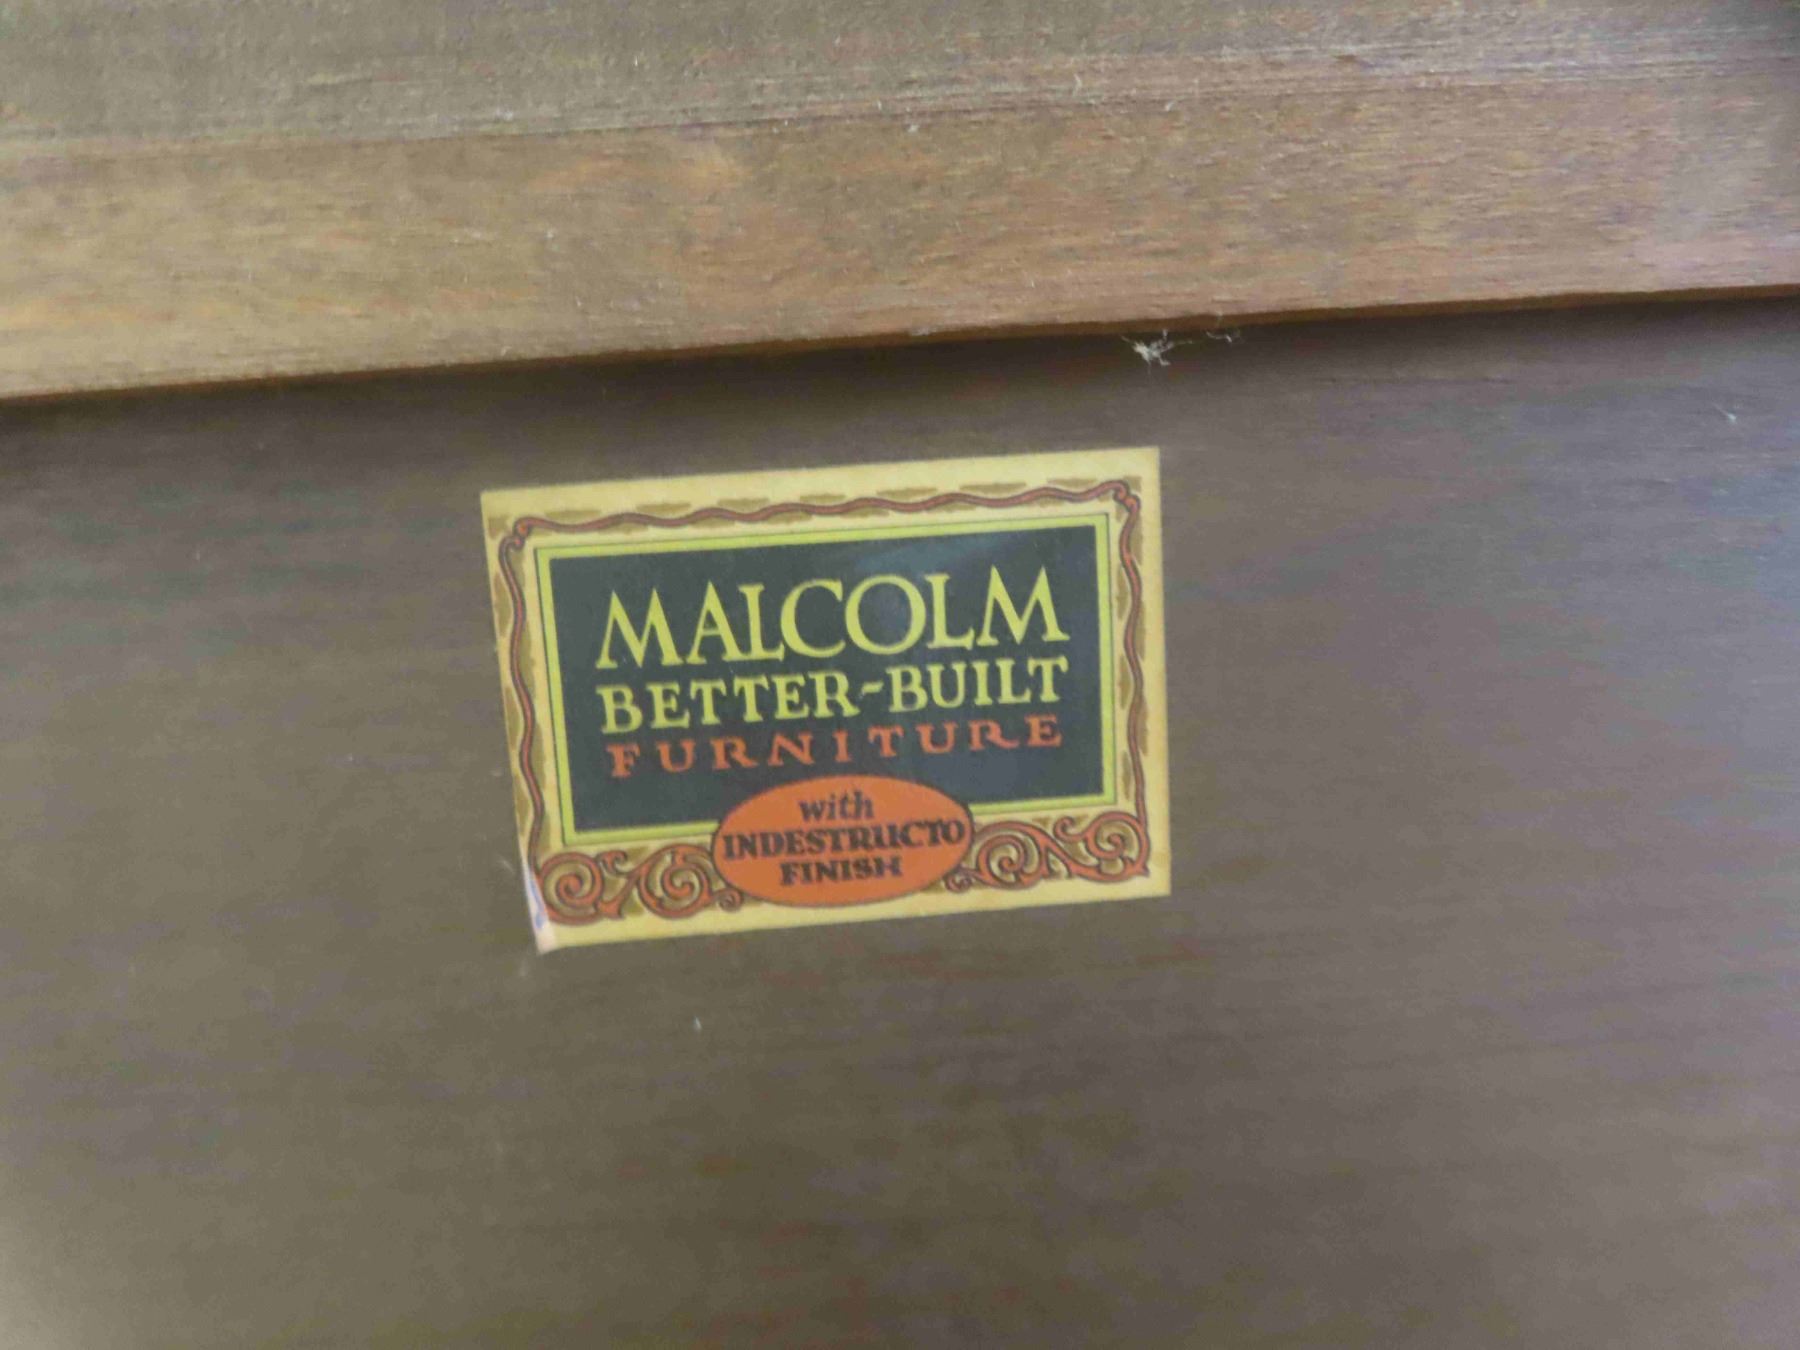 MALCOLM
BETTER-BUILT
FURNITURE
with
INDESTRUCTO
FINISH